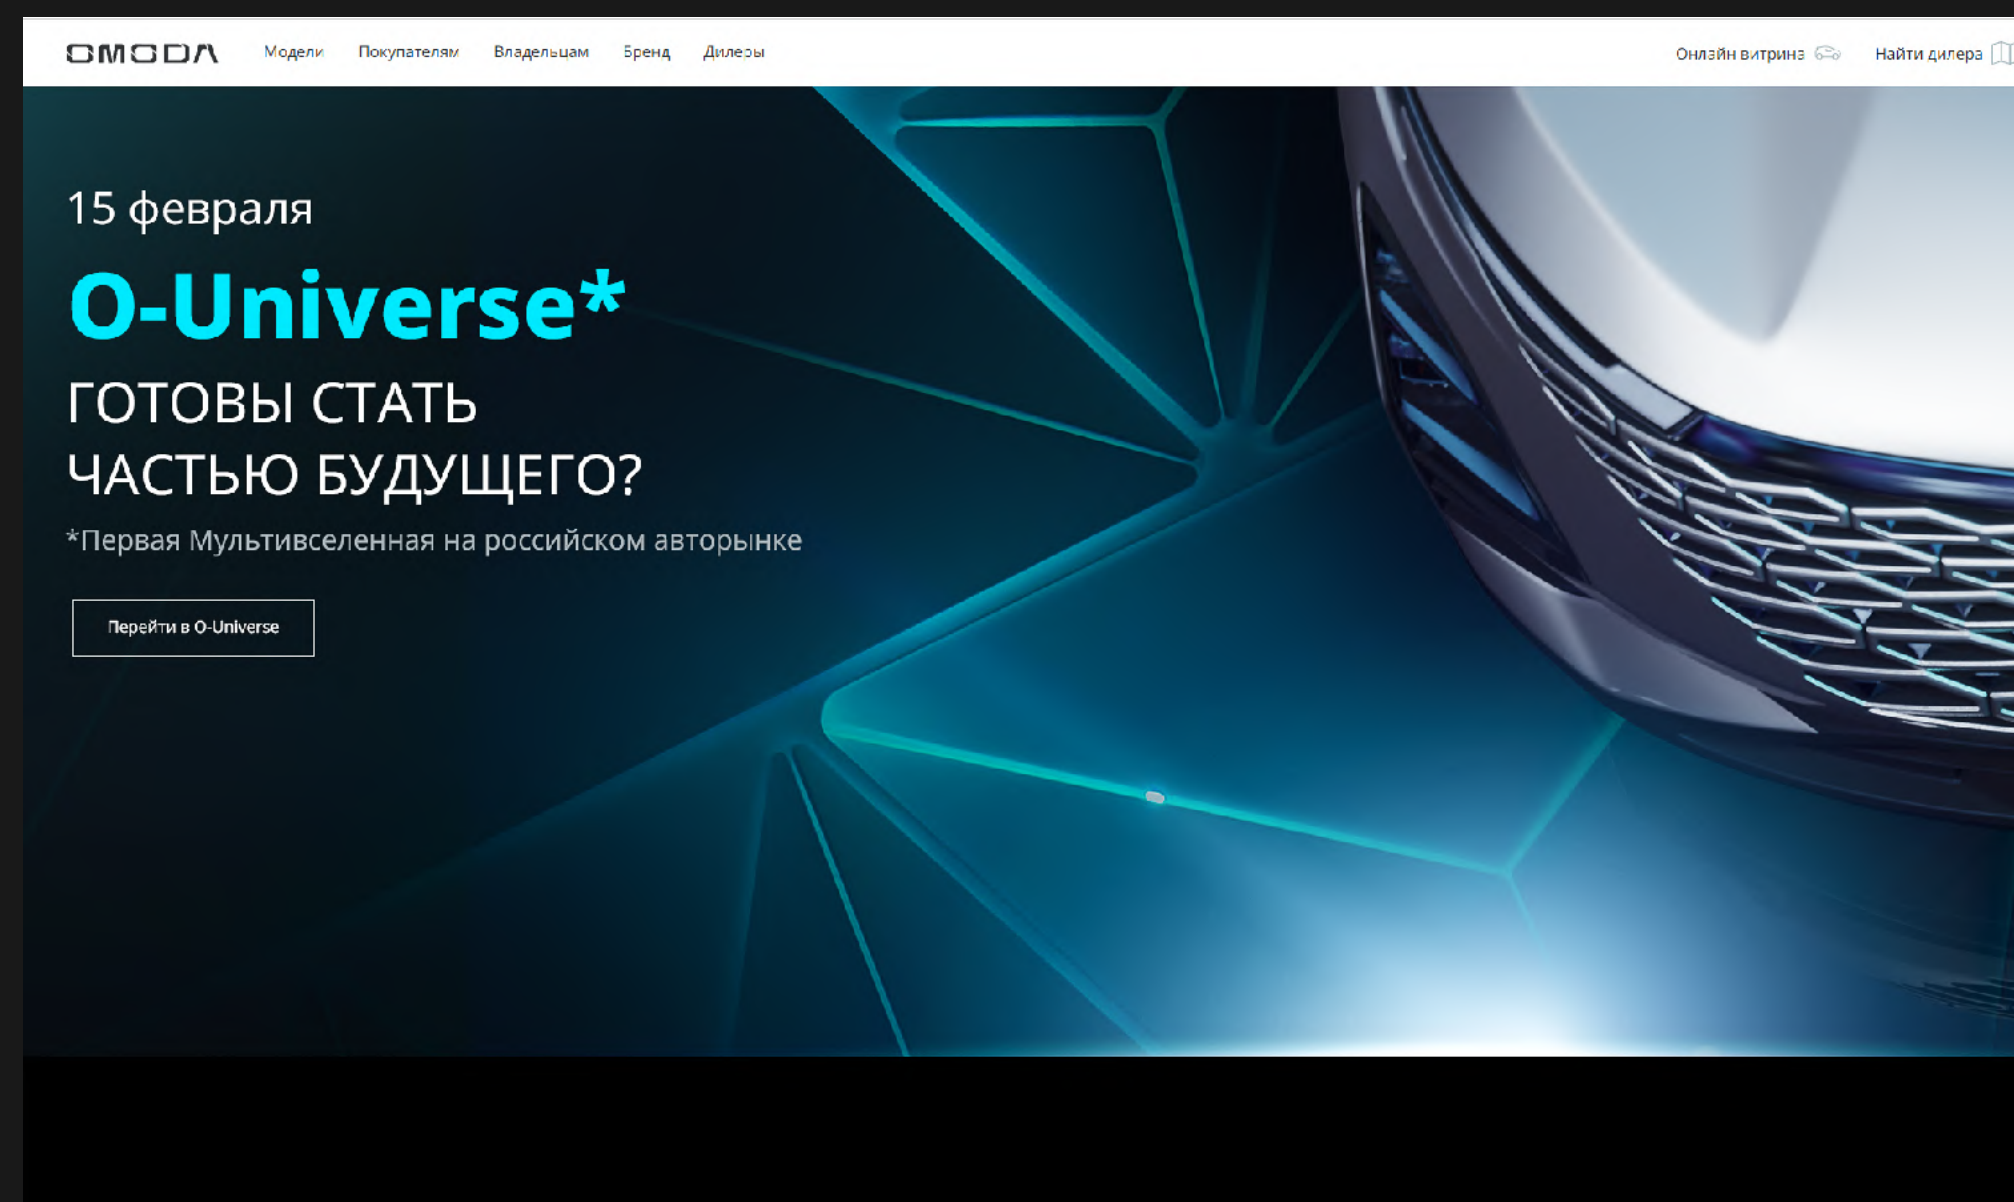 OMODA
Модели Покупателям Владельцам Бренд Дилеры
Онлайн витрина Найти дилера
15 февраля
O-Universe*
ГОТОВЫ СТАТЬ
ЧАСТЬЮ БУДУЩЕГО?
*Первая Мультивселенная на российском авторынке
Перейти в O-Universe